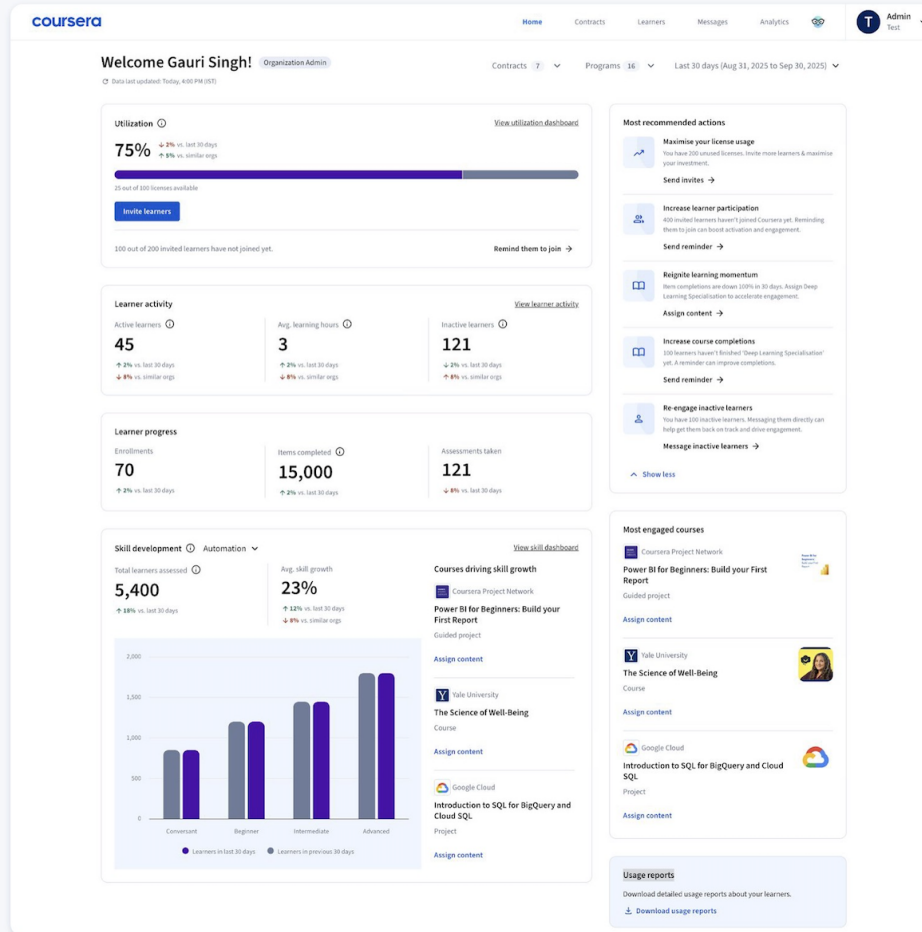 coursera
Home
Contracts
Learners
Messages
Analytics
T
Admin
Test
Welcome Gauri Singh!
Organization Admin
Data last updated: Today, 4:00 PM (IST)
Contracts 7
Programs 16
Last 30 days (Aug 31, 2025 to Sep 30, 2025)
Utilization
View utilization dashboard
75%
2% vs. last 30 days
5% vs. similar orgs
25 out of 100 licenses available
Invite learners
100 out of 200 invited learners have not joined yet.
Remind them to join →
Learner activity
View learner activity
Active learners
45
↑ 2% vs. last 30 days
↓ 8% vs. similar orgs
Avg. learning hours
3
↑ 2% vs. last 30 days
↓ 8% vs. similar orgs
Inactive learners
121
↓ 2% vs. last 30 days
↑ 8% vs. similar orgs
Learner progress
Enrollments
70
↑ 2% vs. last 30 days
Items completed
15,000
↑ 2% vs. last 30 days
Assessments taken
121
↓ 8% vs. last 30 days
Skill development
Automation
View skill dashboard
Total learners assessed
5,400
↑ 18% vs. last 30 days
Avg. skill growth
23%
↑ 12% vs. last 30 days
↓ 8% vs. similar orgs
2,000
1,500
1,000
500
0
Conversant
Beginner
Intermediate
Advanced
Learners in last 30 days
Learners in previous 30 days
Courses driving skill growth
Coursera Project Network
Power BI for Beginners: Build your
First Report
Guided project
Assign content
Y Yale University
The Science of Well-Being
Course
Assign content
Google Cloud
Introduction to SQL for BigQuery and
Cloud SQL
Project
Assign content
Most recommended actions
Maximise your license usage
You have 200 unused licenses. Invite more learners & maximise
your investment.
Send invites →
Increase learner participation
400 invited learners haven't joined Coursera yet. Reminding
them to join can boost activation and engagement.
Send reminder →
Reignite learning momentum
Item completions are down 100% in 30 days. Assign Deep
Learning Specialisation to accelerate engagement.
Assign content →
Increase course completions
100 learners haven't finished 'Deep Learning Specialisation'
yet. A reminder can improve completions.
Send reminder →
Re-engage inactive learners
You have 100 inactive learners. Messaging them directly can
help get them back on track and drive engagement.
Message inactive learners →
Show less
Most engaged courses
Coursera Project Network
Power BI for Beginners: Build your First
Report
Guided project
Assign content
Y Yale University
The Science of Well-Being
Course
Assign content
Google Cloud
Introduction to SQL for BigQuery and Cloud
SQL
Project
Assign content
Usage reports
Download detailed usage reports about your learners.
Download usage reports